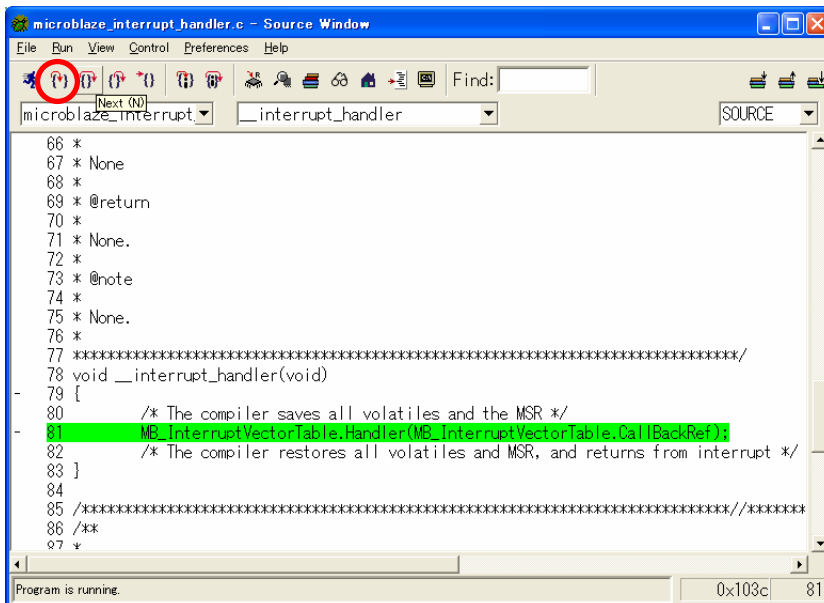 microblaze_interrupt_handler.c - Source Window
File Run View Control Preferences Help
Find:
Next (N)
microblaze_interrupt. __interrupt_handler SOURCE
66 *
67 * None
68 *
69 * @return
70 *
71 * None.
72 *
73 * @note
74 *
75 * None.
76 *
77 ******************************************************************************/
78 void __interrupt_handler(void)
- 79 {
80 /* The compiler saves all volatiles and the MSR */
- 81 MB_InterruptVectorTable.Handler(MB_InterruptVectorTable.CallBackRef);
82 /* The compiler restores all volatiles and MSR, and returns from interrupt */
83 }
84
85 /****************************************************************************//*******
86 /**
87 *
Program is running. 0x103c 81